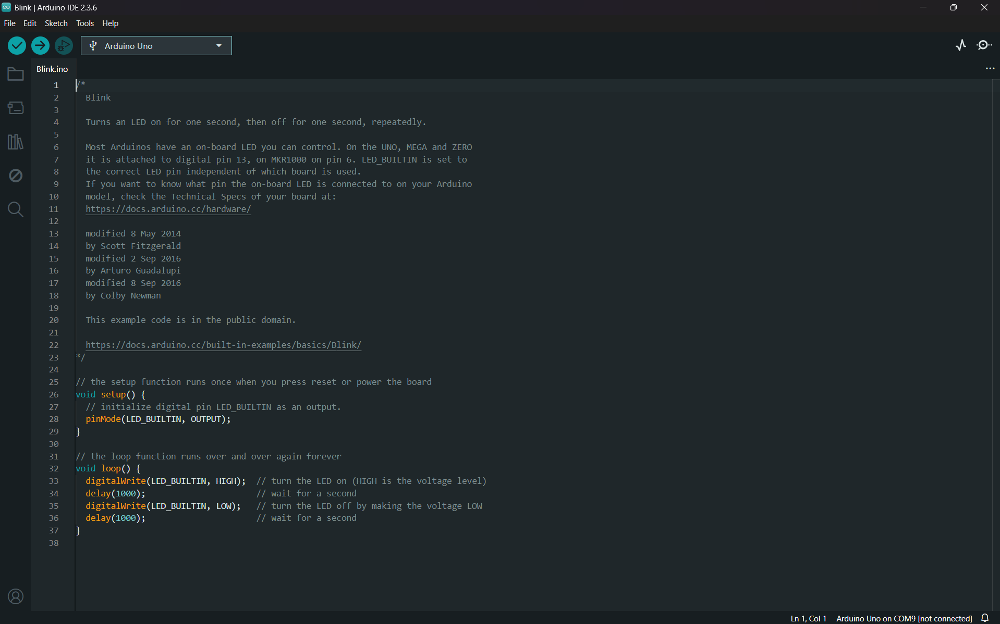 Blink | Arduino IDE 2.3.6
File Edit Sketch Tools Help
Arduino Uno
Blink.ino
1 /*
2 Blink
3
4 Turns an LED on for one second, then off for one second, repeatedly.
5
6 Most Arduinos have an on-board LED you can control. On the UNO, MEGA and ZERO
7 it is attached to digital pin 13, on MKR1000 on pin 6. LED_BUILTIN is set to
8 the correct LED pin independent of which board is used.
9 If you want to know what pin the on-board LED is connected to on your Arduino
10 model, check the Technical Specs of your board at:
11 https://docs.arduino.cc/hardware/
12
13 modified 8 May 2014
14 by Scott Fitzgerald
15 modified 2 Sep 2016
16 by Arturo Guadalupi
17 modified 8 Sep 2016
18 by Colby Newman
19
20 This example code is in the public domain.
21
22 https://docs.arduino.cc/built-in-examples/basics/Blink/
23 */
24
25 // the setup function runs once when you press reset or power the board
26 void setup() {
27 // initialize digital pin LED_BUILTIN as an output.
28 pinMode(LED_BUILTIN, OUTPUT);
29 }
30
31 // the loop function runs over and over again forever
32 void loop() {
33 digitalWrite(LED_BUILTIN, HIGH); // turn the LED on (HIGH is the voltage level)
34 delay(1000); // wait for a second
35 digitalWrite(LED_BUILTIN, LOW); // turn the LED off by making the voltage LOW
36 delay(1000); // wait for a second
37 }
38
Ln 1, Col 1 Arduino Uno on COM9 [not connected]